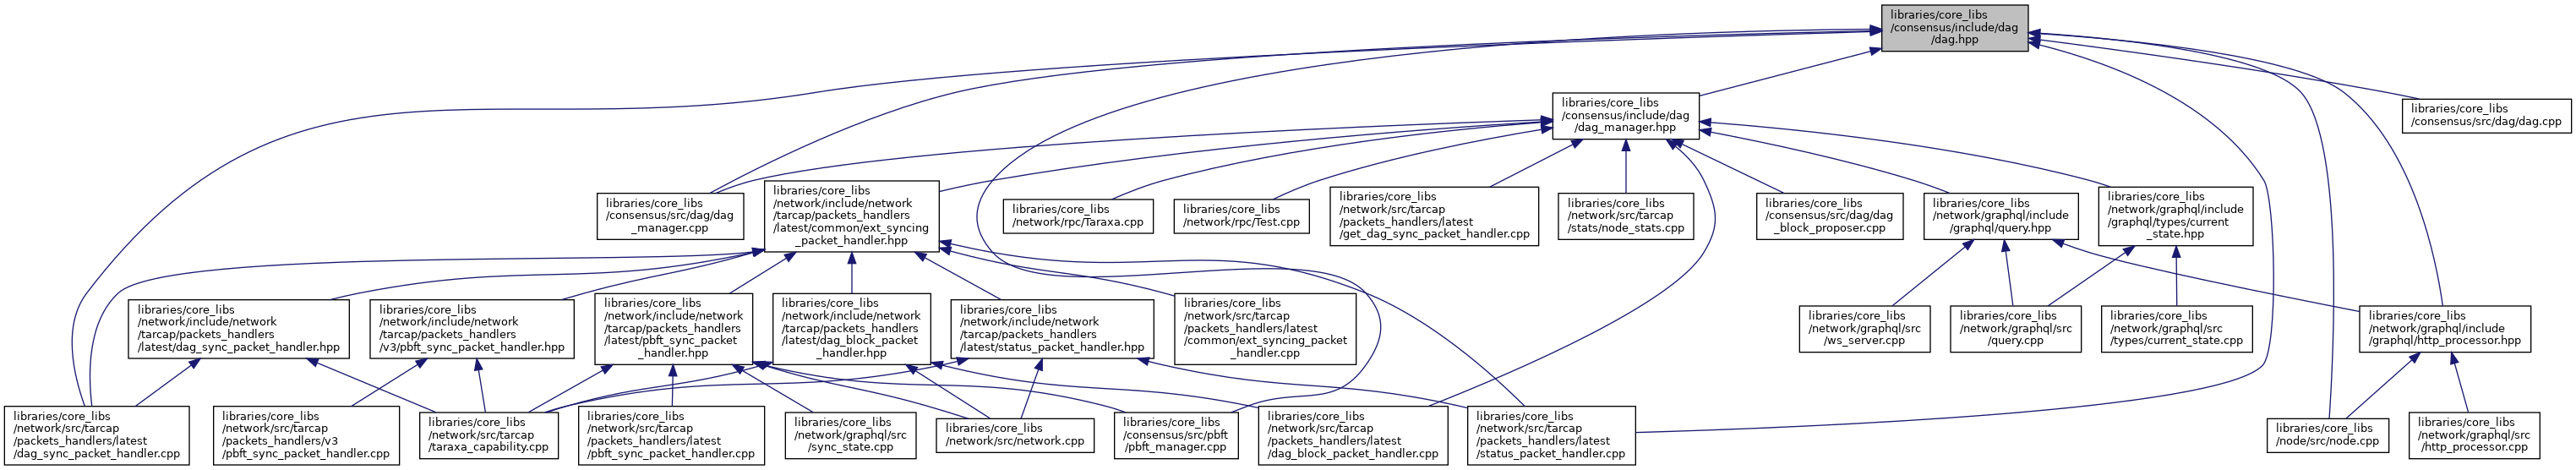 libraries/core_libs
/consensus/include/dag
/dag.hpp
libraries/core_libs
/consensus/include/dag
/dag_manager.hpp
libraries/core_libs
/consensus/src/dag/dag.cpp
libraries/core_libs
/consensus/src/dag/dag
_manager.cpp
libraries/core_libs
/network/include/network
/tarcap/packets_handlers
/latest/common/ext_syncing
_packet_handler.hpp
libraries/core_libs
/network/rpc/Taraxa.cpp
libraries/core_libs
/network/rpc/Test.cpp
libraries/core_libs
/network/src/tarcap
/packets_handlers/latest
/get_dag_sync_packet_handler.cpp
libraries/core_libs
/network/src/tarcap
/stats/node_stats.cpp
libraries/core_libs
/consensus/src/dag/dag
_block_proposer.cpp
libraries/core_libs
/network/graphql/include
/graphql/query.hpp
libraries/core_libs
/network/graphql/include
/graphql/types/current
_state.hpp
libraries/core_libs
/network/include/network
/tarcap/packets_handlers
/latest/dag_sync_packet_handler.hpp
libraries/core_libs
/network/include/network
/tarcap/packets_handlers
/v3/pbft_sync_packet_handler.hpp
libraries/core_libs
/network/include/network
/tarcap/packets_handlers
/latest/pbft_sync_packet
_handler.hpp
libraries/core_libs
/network/include/network
/tarcap/packets_handlers
/latest/dag_block_packet
_handler.hpp
libraries/core_libs
/network/include/network
/tarcap/packets_handlers
/latest/status_packet_handler.hpp
libraries/core_libs
/network/src/tarcap
/packets_handlers/latest
/common/ext_syncing_packet
_handler.cpp
libraries/core_libs
/network/graphql/src
/ws_server.cpp
libraries/core_libs
/network/graphql/src
/query.cpp
libraries/core_libs
/network/graphql/src
/types/current_state.cpp
libraries/core_libs
/network/graphql/include
/graphql/http_processor.hpp
libraries/core_libs
/network/src/tarcap
/packets_handlers/latest
/dag_sync_packet_handler.cpp
libraries/core_libs
/network/src/tarcap
/packets_handlers/v3
/pbft_sync_packet_handler.cpp
libraries/core_libs
/network/src/tarcap
/taraxa_capability.cpp
libraries/core_libs
/network/src/tarcap
/packets_handlers/latest
/pbft_sync_packet_handler.cpp
libraries/core_libs
/network/graphql/src
/sync_state.cpp
libraries/core_libs
/network/src/network.cpp
libraries/core_libs
/consensus/src/pbft
/pbft_manager.cpp
libraries/core_libs
/network/src/tarcap
/packets_handlers/latest
/dag_block_packet_handler.cpp
libraries/core_libs
/network/src/tarcap
/packets_handlers/latest
/status_packet_handler.cpp
libraries/core_libs
/node/src/node.cpp
libraries/core_libs
/network/graphql/src
/http_processor.cpp